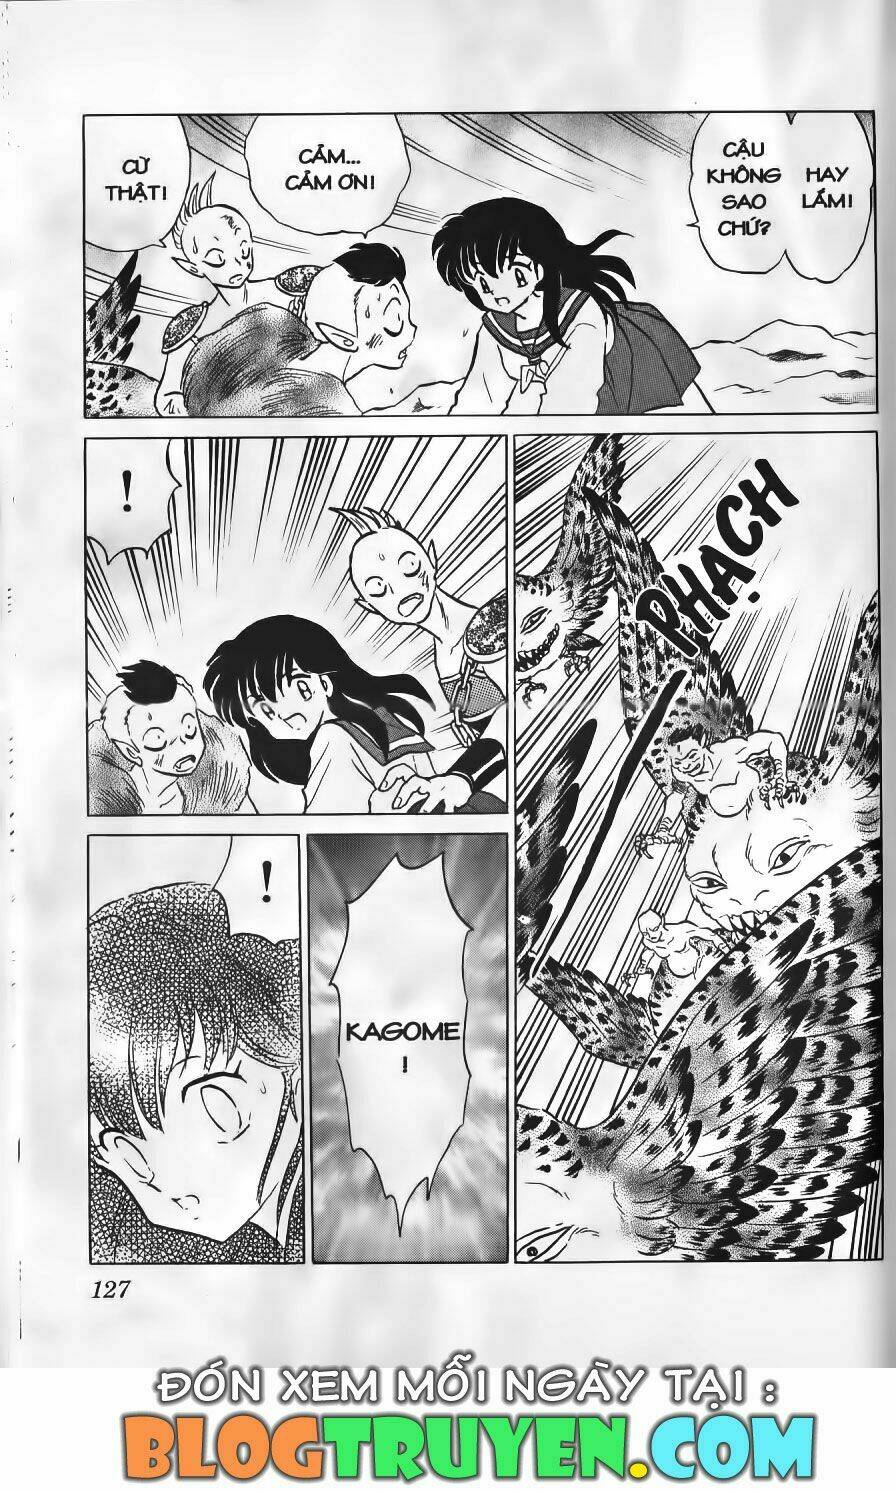 HAY
LẮM!
CẬU
KHÔNG
SAO
CHỨ?
CẢM...
CẢM ƠN!
CỪ
THẬT!
PHẠCH
!
KAGOME
!
!
127
ĐÓN XEM MỖI NGÀY TẠI :
BLOGTRUYEN.COM